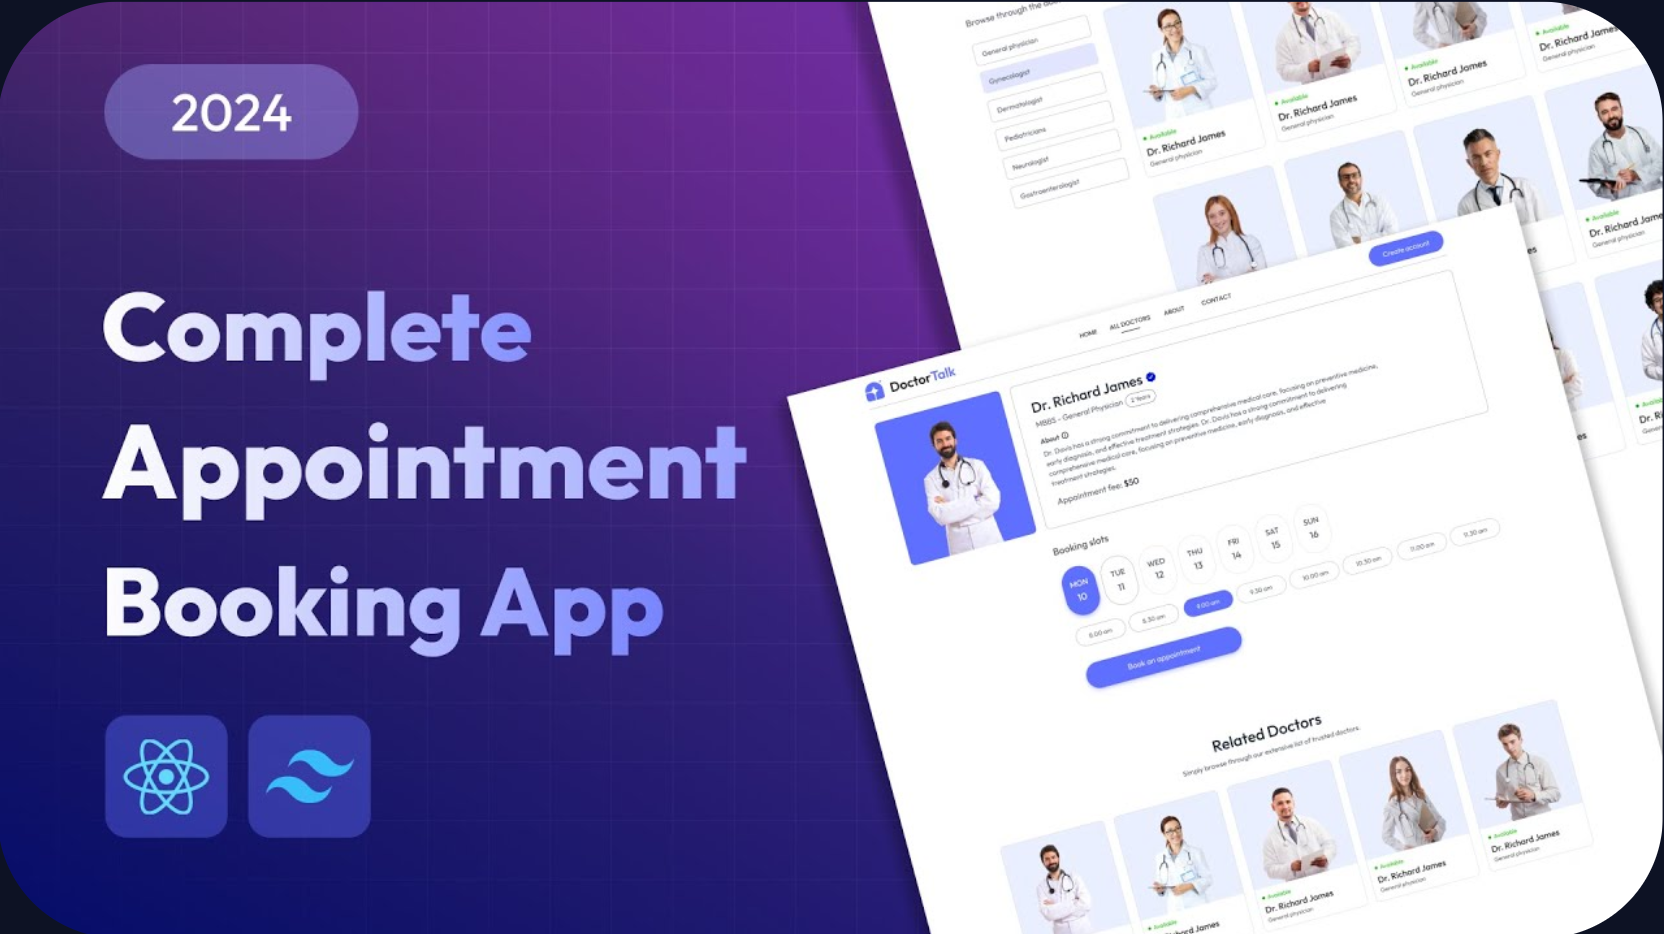 2024
Complete
Appointment
Booking App
Browse through the
General physician
Gynecologist
Dermatologist
Pediatricians
Neurologist
Gastroenterologist
Available
Dr. Richard James
General physician
Available
Dr. Richard James
General physician
Available
Dr. Richard James
General physician
Available
Dr. Richard James
General physician
Available
Dr. Richard James
General physician
Create account
HOME
ALL DOCTORS
ABOUT
CONTACT
DoctorTalk
Dr. Richard James
MBBS - General Physician
2 Years
About
Dr. Davis has a strong commitment to delivering comprehensive medical care, focusing on preventive medicine,
early diagnosis, and effective treatment strategies. Dr. Davis has a strong commitment to delivering
comprehensive medical care, focusing on preventive medicine, early diagnosis, and effective
treatment strategies.
Appointment fee: $50
Booking slots
MON
10
TUE
11
WED
12
THU
13
FRI
14
SAT
15
SUN
16
8.00 am
8.30 am
9.00 am
9.30 am
10.00 am
10.30 am
11.00 am
11.30 am
Book an appointment
Related Doctors
Simply browse through our extensive list of trusted doctors.
Available
Dr. Richard James
General physician
Available
Dr. Richard James
General physician
Available
Dr. Richard James
General physician
Available
James